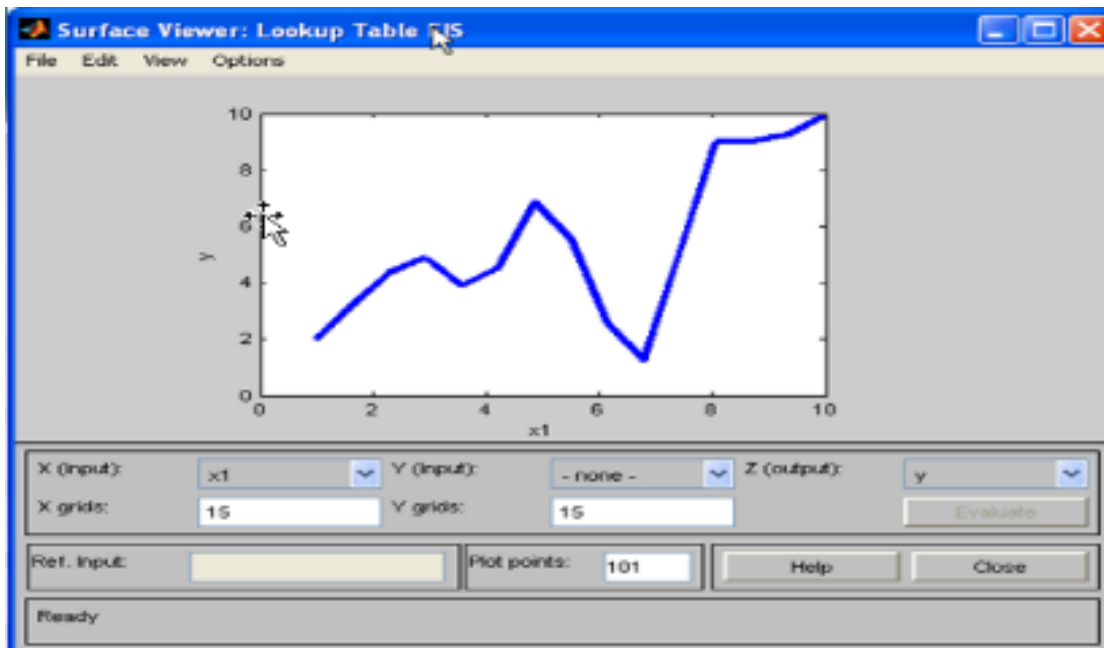 Surface Viewer: Lookup Table FIS
File Edit View Options
10
8
6
4
2
0
y
0 2 4 6 8 10
x1
X (input): x1 Y (input): - none - Z (output): y
X grids: 15 Y grids: 15 Evaluate
Ref. Input: Plot points: 101 Help Close
Ready